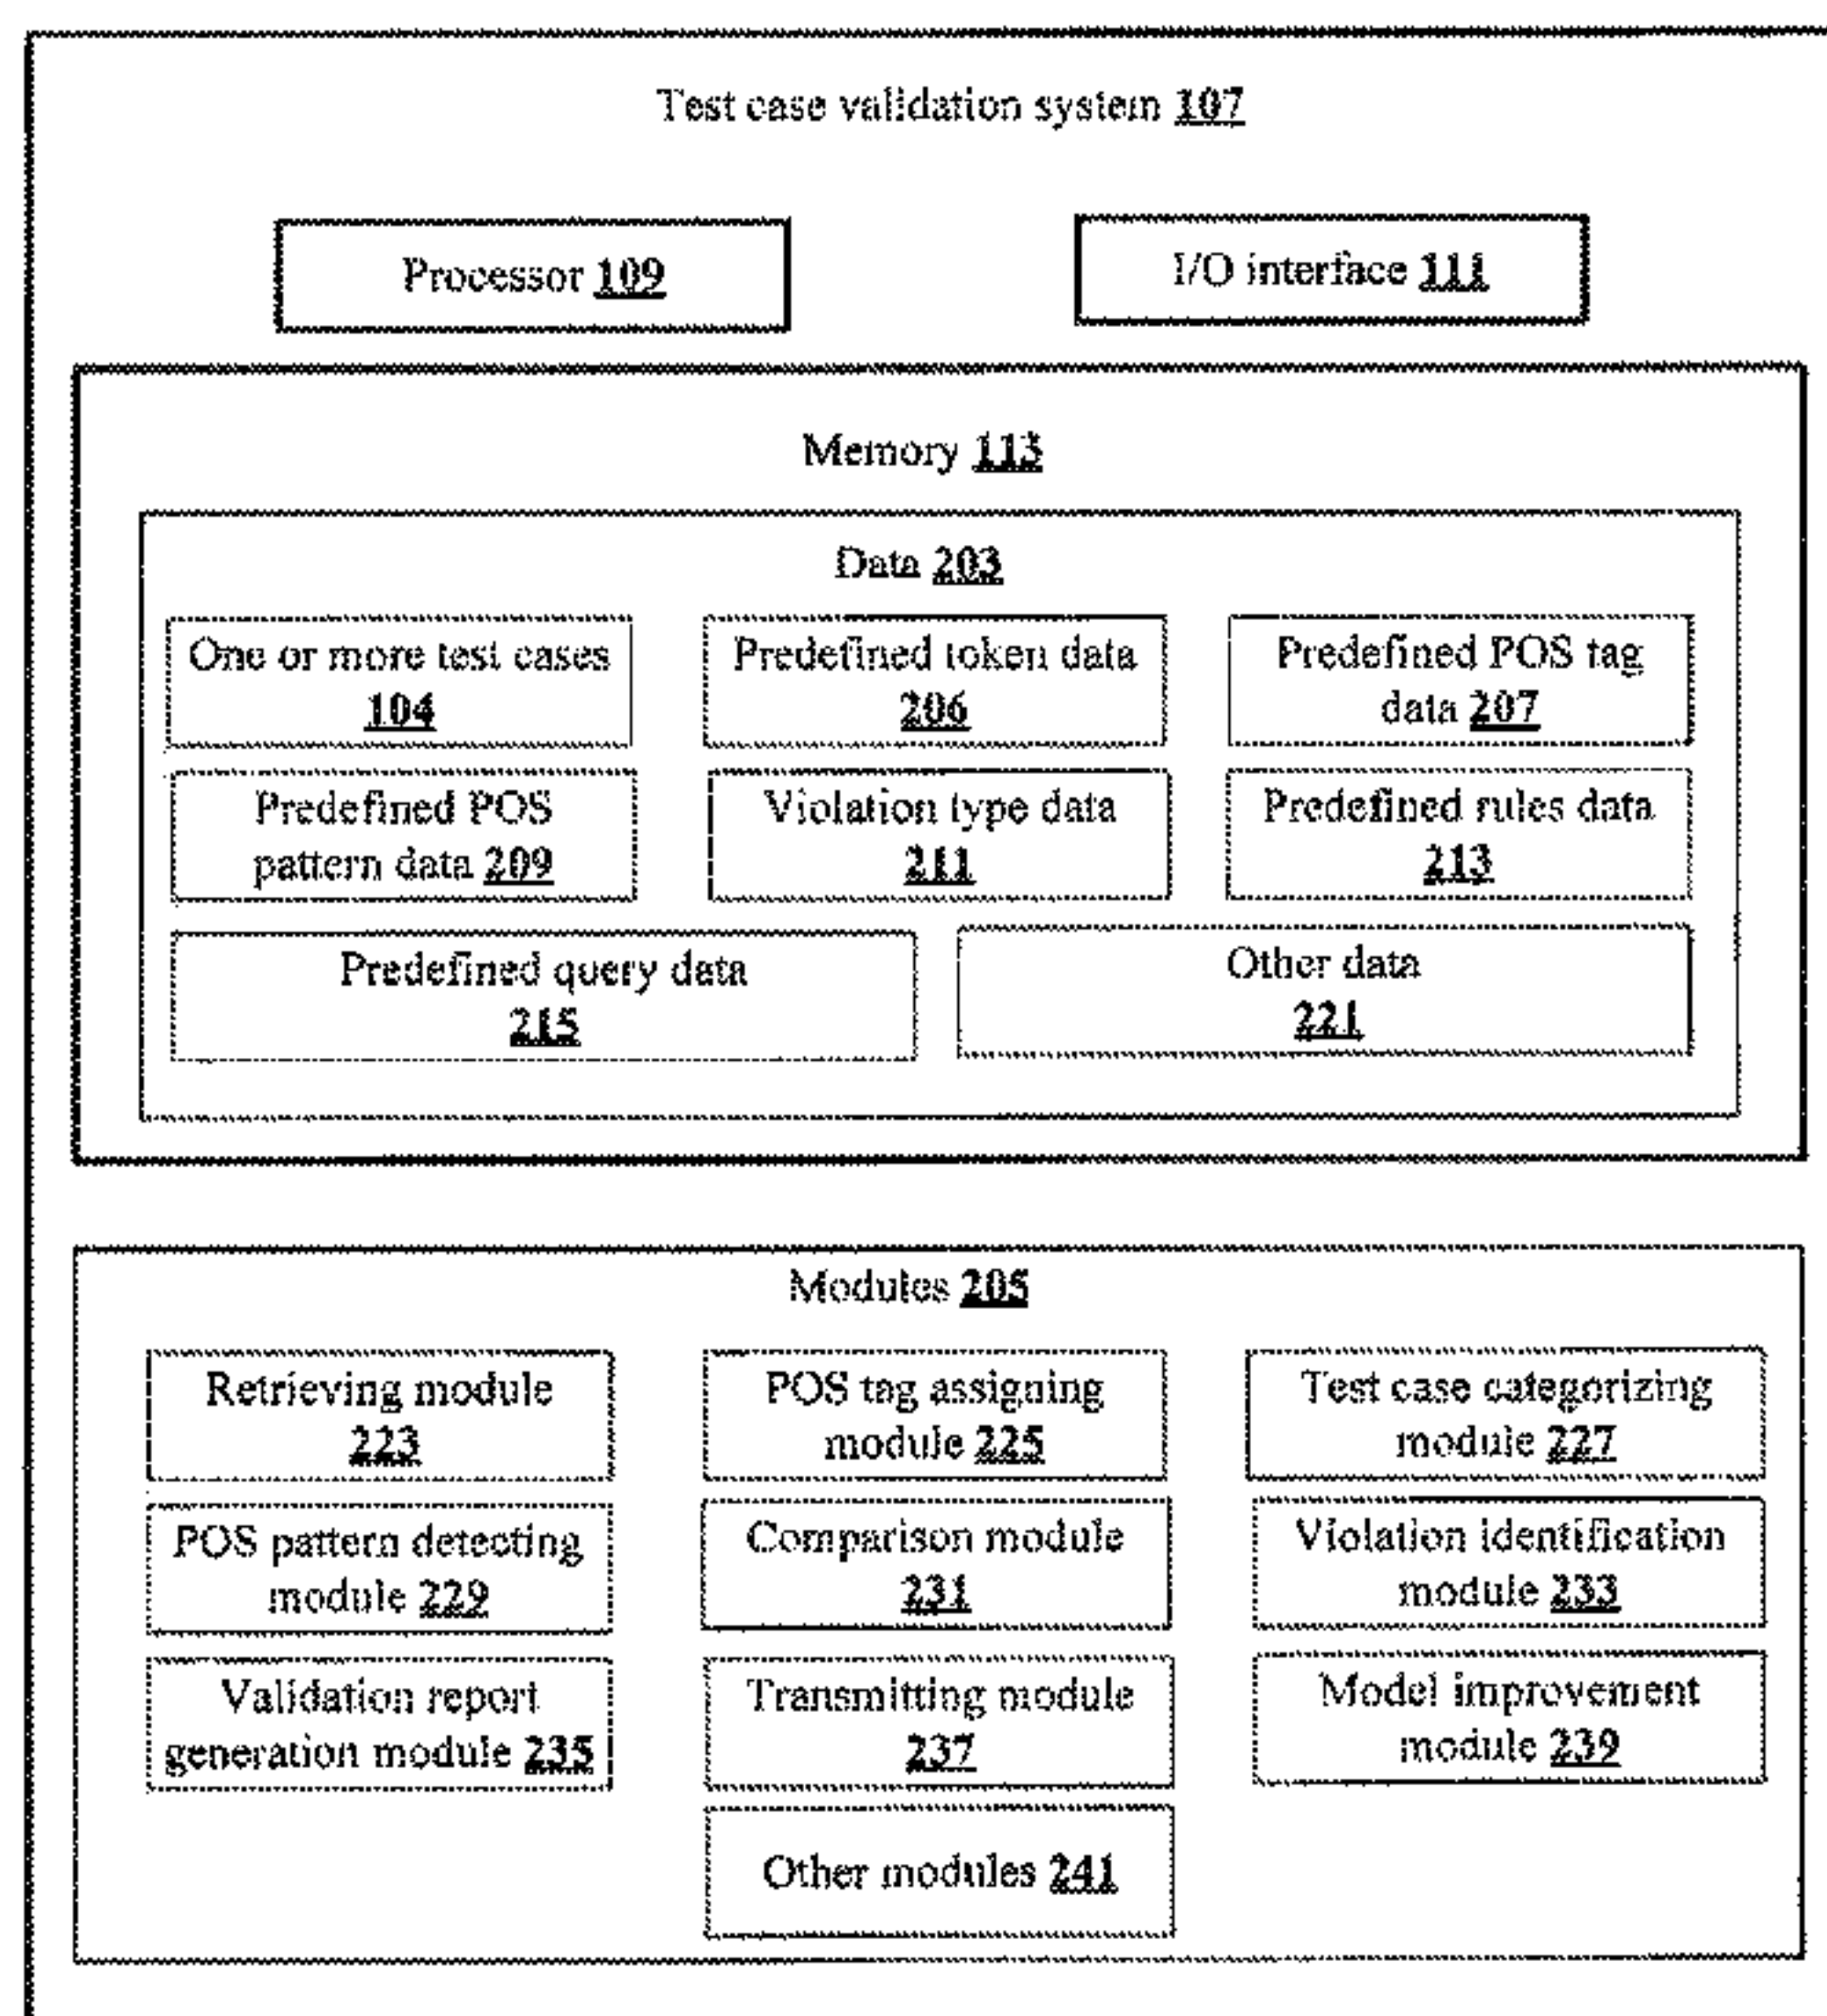 Test case validation system 107
Processor 109
I/O interface 111
Memory 113
Data 203
One or more test cases
104
Predefined token data
206
Predefined POS tag
data 207
Predefined POS
pattern data 209
Violation type data
211
Predefined rules data
213
Predefined query data
215
Other data
221
Modules 205
Retrieving module
223
POS tag assigning
module 225
Test case categorizing
module 227
POS pattern detecting
module 229
Comparison module
231
Violation identification
module 233
Validation report
generation module 235
Transmitting module
237
Model improvement
module 239
Other modules 241